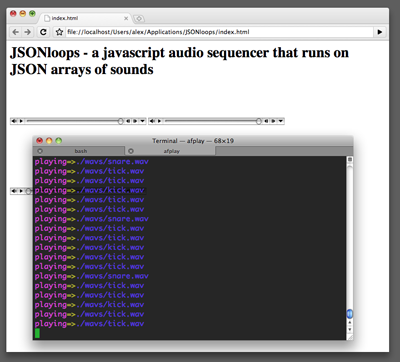 index.html
file://localhost/Users/alex/Applications/JSONloops/index.html
JSONloops - a javascript audio sequencer that runs on
JSON arrays of sounds
Terminal — afplay — 68×19
bash afplay
playing=>./wavs/snare.wav
playing=>./wavs/tick.wav
playing=>./wavs/tick.wav
playing=>./wavs/kick.wav
playing=>./wavs/tick.wav
playing=>./wavs/tick.wav
playing=>./wavs/snare.wav
playing=>./wavs/tick.wav
playing=>./wavs/tick.wav
playing=>./wavs/kick.wav
playing=>./wavs/tick.wav
playing=>./wavs/tick.wav
playing=>./wavs/snare.wav
playing=>./wavs/tick.wav
playing=>./wavs/kick.wav
playing=>./wavs/tick.wav
playing=>./wavs/tick.wav
playing=>./wavs/tick.wav